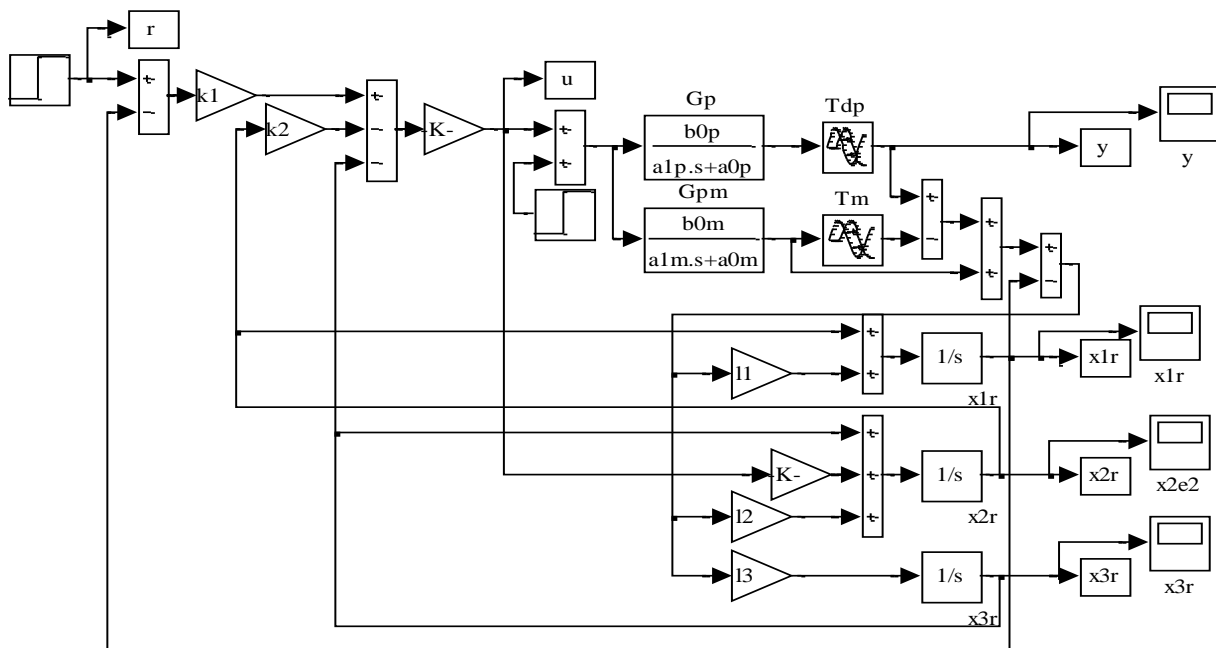 r
k1
k2
-K-
u
Gp
b0p
a1p.s+a0p
Gpm
b0m
a1m.s+a0m
Tdp
Tm
y
y
l1
1/s
x1r
x1r
x1r
-K-
l2
1/s
x2r
x2r
x2e2
l3
1/s
x3r
x3r
x3r